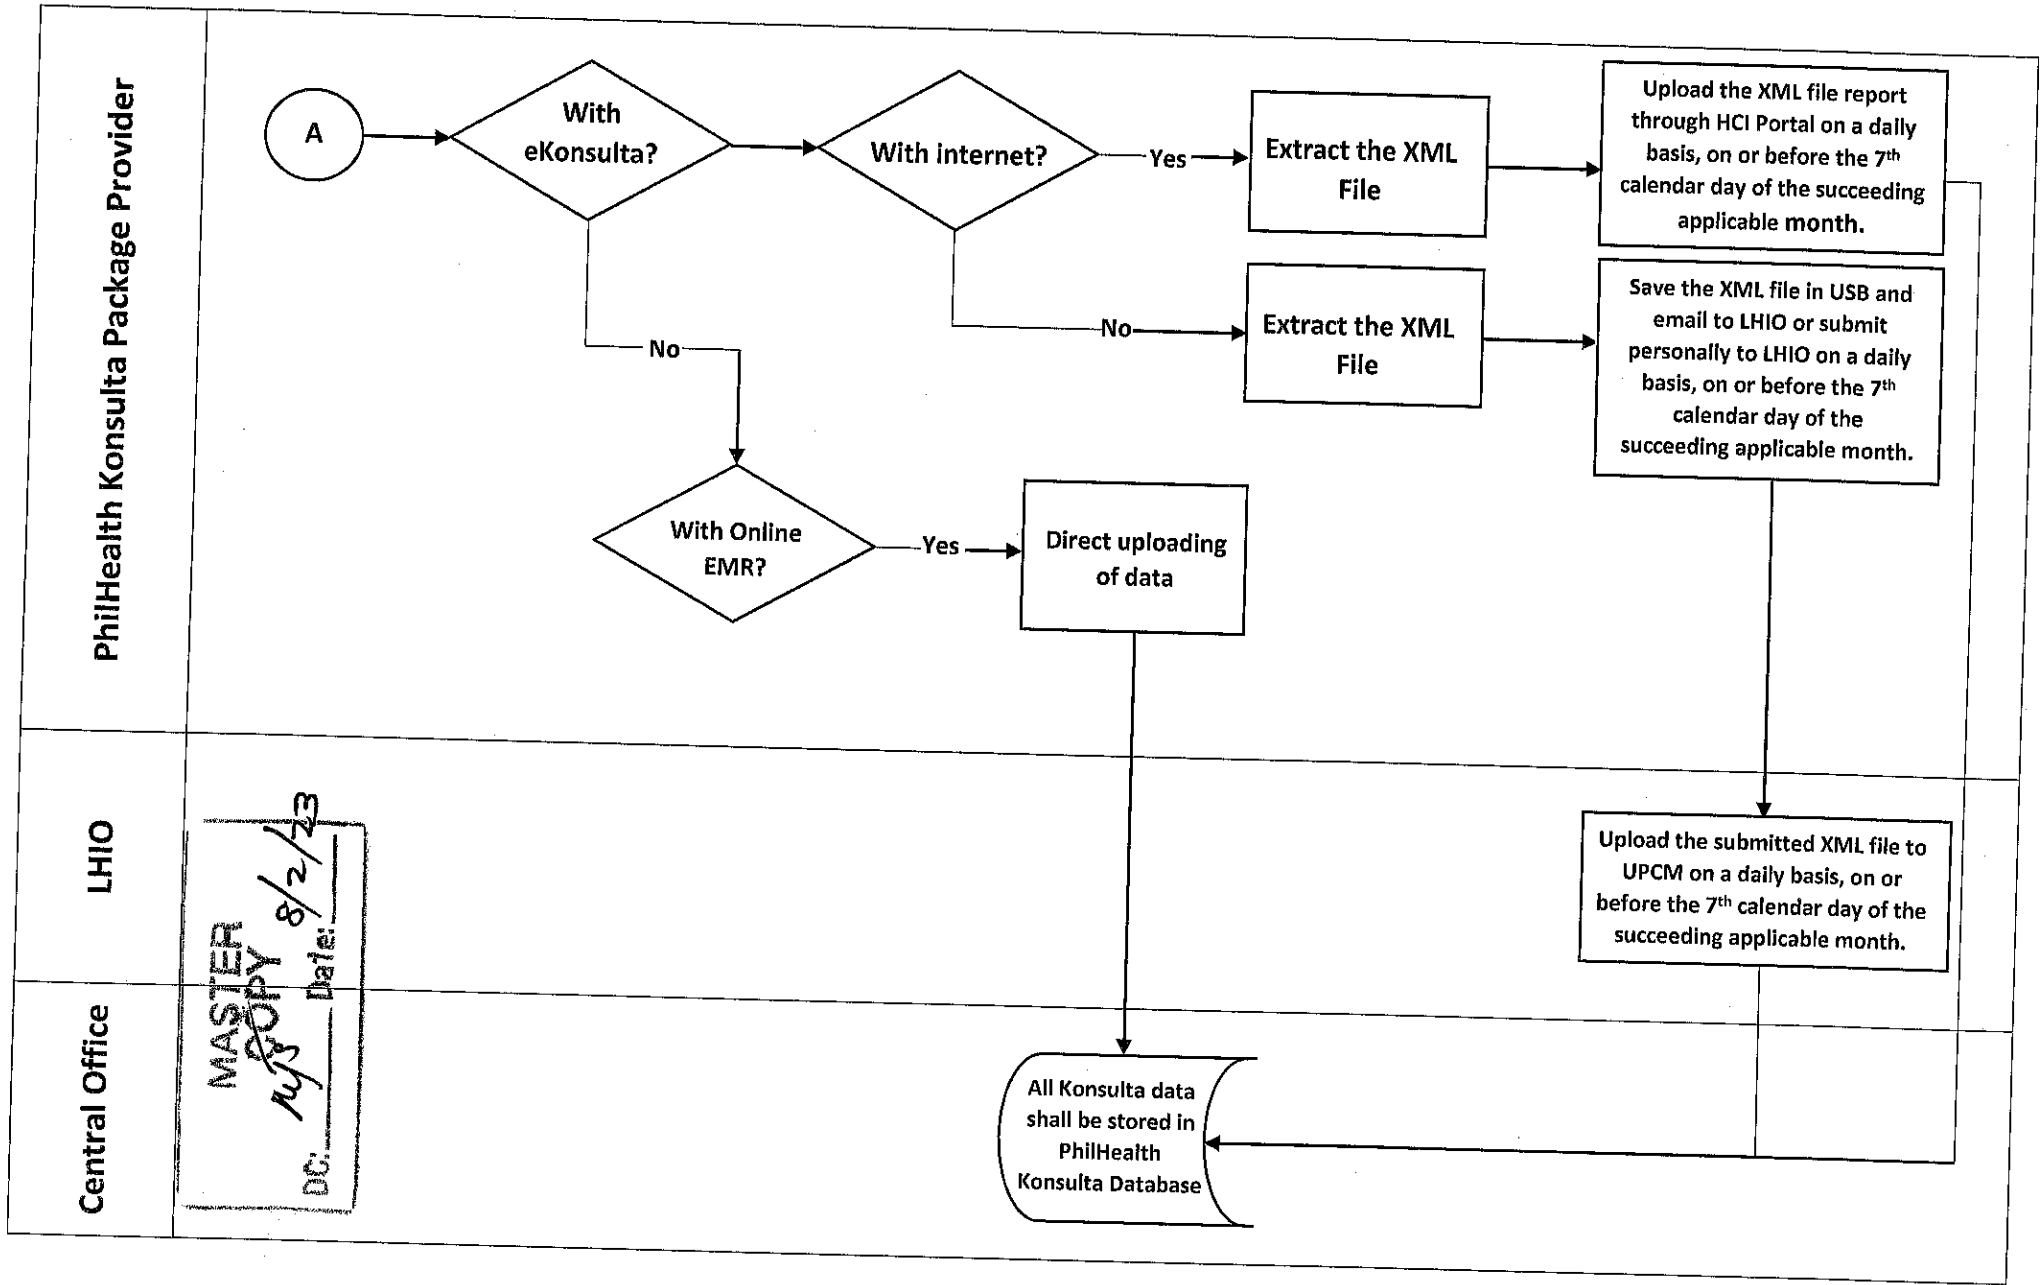 PhilHealth Konsulta Package Provider
A
With
eKonsulta?
With internet?
Yes
Extract the XML
File
Upload the XML file report
through HCI Portal on a daily
basis, on or before the 7th
calendar day of the succeeding
applicable month.
No
Extract the XML
File
Save the XML file in USB and
email to LHIO or submit
personally to LHIO on a daily
basis, on or before the 7th
calendar day of the
succeeding applicable month.
No
With Online
EMR?
Yes
Direct uploading
of data
LHIO
Upload the submitted XML file to
UPCM on a daily basis, on or
before the 7th calendar day of the
succeeding applicable month.
Central Office
All Konsulta data
shall be stored in
PhilHealth
Konsulta Database
MASTER
COPY
DC: Date: 8/2/23